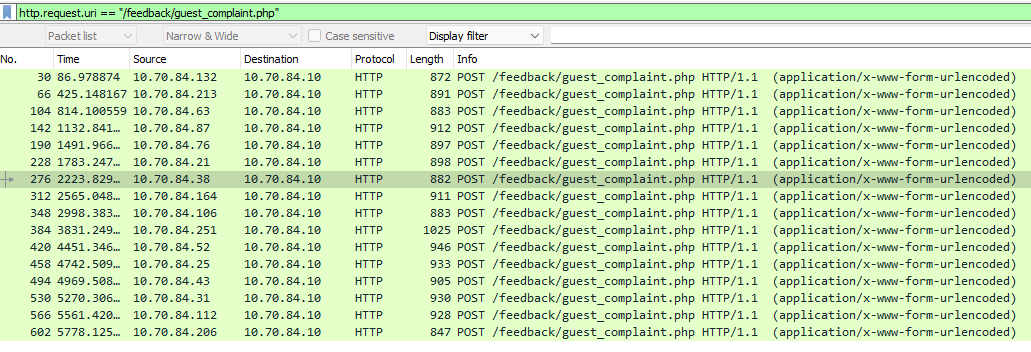 http.request.uri == "/feedback/guest_complaint.php"
Packet list Narrow & Wide Case sensitive Display filter
No. Time Source Destination Protocol Length Info
30 86.978874 10.70.84.132 10.70.84.10 HTTP 872 POST /feedback/guest_complaint.php HTTP/1.1 (application/x-www-form-urlencoded)
66 425.148167 10.70.84.213 10.70.84.10 HTTP 891 POST /feedback/guest_complaint.php HTTP/1.1 (application/x-www-form-urlencoded)
104 814.100559 10.70.84.63 10.70.84.10 HTTP 883 POST /feedback/guest_complaint.php HTTP/1.1 (application/x-www-form-urlencoded)
142 1132.841… 10.70.84.87 10.70.84.10 HTTP 912 POST /feedback/guest_complaint.php HTTP/1.1 (application/x-www-form-urlencoded)
190 1491.966… 10.70.84.76 10.70.84.10 HTTP 897 POST /feedback/guest_complaint.php HTTP/1.1 (application/x-www-form-urlencoded)
228 1783.247… 10.70.84.21 10.70.84.10 HTTP 898 POST /feedback/guest_complaint.php HTTP/1.1 (application/x-www-form-urlencoded)
276 2223.829… 10.70.84.38 10.70.84.10 HTTP 882 POST /feedback/guest_complaint.php HTTP/1.1 (application/x-www-form-urlencoded)
312 2565.048… 10.70.84.164 10.70.84.10 HTTP 911 POST /feedback/guest_complaint.php HTTP/1.1 (application/x-www-form-urlencoded)
348 2998.383… 10.70.84.106 10.70.84.10 HTTP 883 POST /feedback/guest_complaint.php HTTP/1.1 (application/x-www-form-urlencoded)
384 3831.249… 10.70.84.251 10.70.84.10 HTTP 1025 POST /feedback/guest_complaint.php HTTP/1.1 (application/x-www-form-urlencoded)
420 4451.346… 10.70.84.52 10.70.84.10 HTTP 946 POST /feedback/guest_complaint.php HTTP/1.1 (application/x-www-form-urlencoded)
458 4742.509… 10.70.84.25 10.70.84.10 HTTP 933 POST /feedback/guest_complaint.php HTTP/1.1 (application/x-www-form-urlencoded)
494 4969.508… 10.70.84.43 10.70.84.10 HTTP 905 POST /feedback/guest_complaint.php HTTP/1.1 (application/x-www-form-urlencoded)
530 5270.306… 10.70.84.31 10.70.84.10 HTTP 930 POST /feedback/guest_complaint.php HTTP/1.1 (application/x-www-form-urlencoded)
566 5561.420… 10.70.84.112 10.70.84.10 HTTP 928 POST /feedback/guest_complaint.php HTTP/1.1 (application/x-www-form-urlencoded)
602 5778.125… 10.70.84.206 10.70.84.10 HTTP 847 POST /feedback/guest_complaint.php HTTP/1.1 (application/x-www-form-urlencoded)